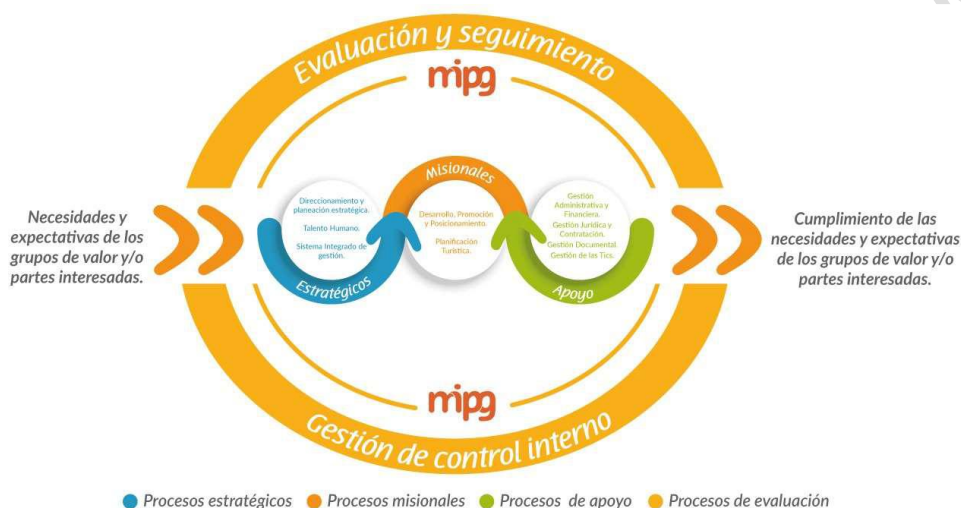 Evaluación y seguimiento
mipg
Necesidades y
expectativas de los
grupos de valor y/o
partes interesadas.
Direccionamiento y
planeación estratégica.
Talento Humano.
Sistema Integrado de
gestión.
Estratégicos
Misionales
Desarrollo, Promoción
y Posicionamiento.
Planificación
Turística.
Gestión
Administrativa y
Financiera.
Gestión Jurídica y
Contratación.
Gestión Documental.
Gestión de las Tics.
Apoyo
Cumplimiento de las
necesidades y expectativas
de los grupos de valor y/o
partes interesadas.
mipg
Gestión de control interno
Procesos estratégicos
Procesos misionales
Procesos de apoyo
Procesos de evaluación